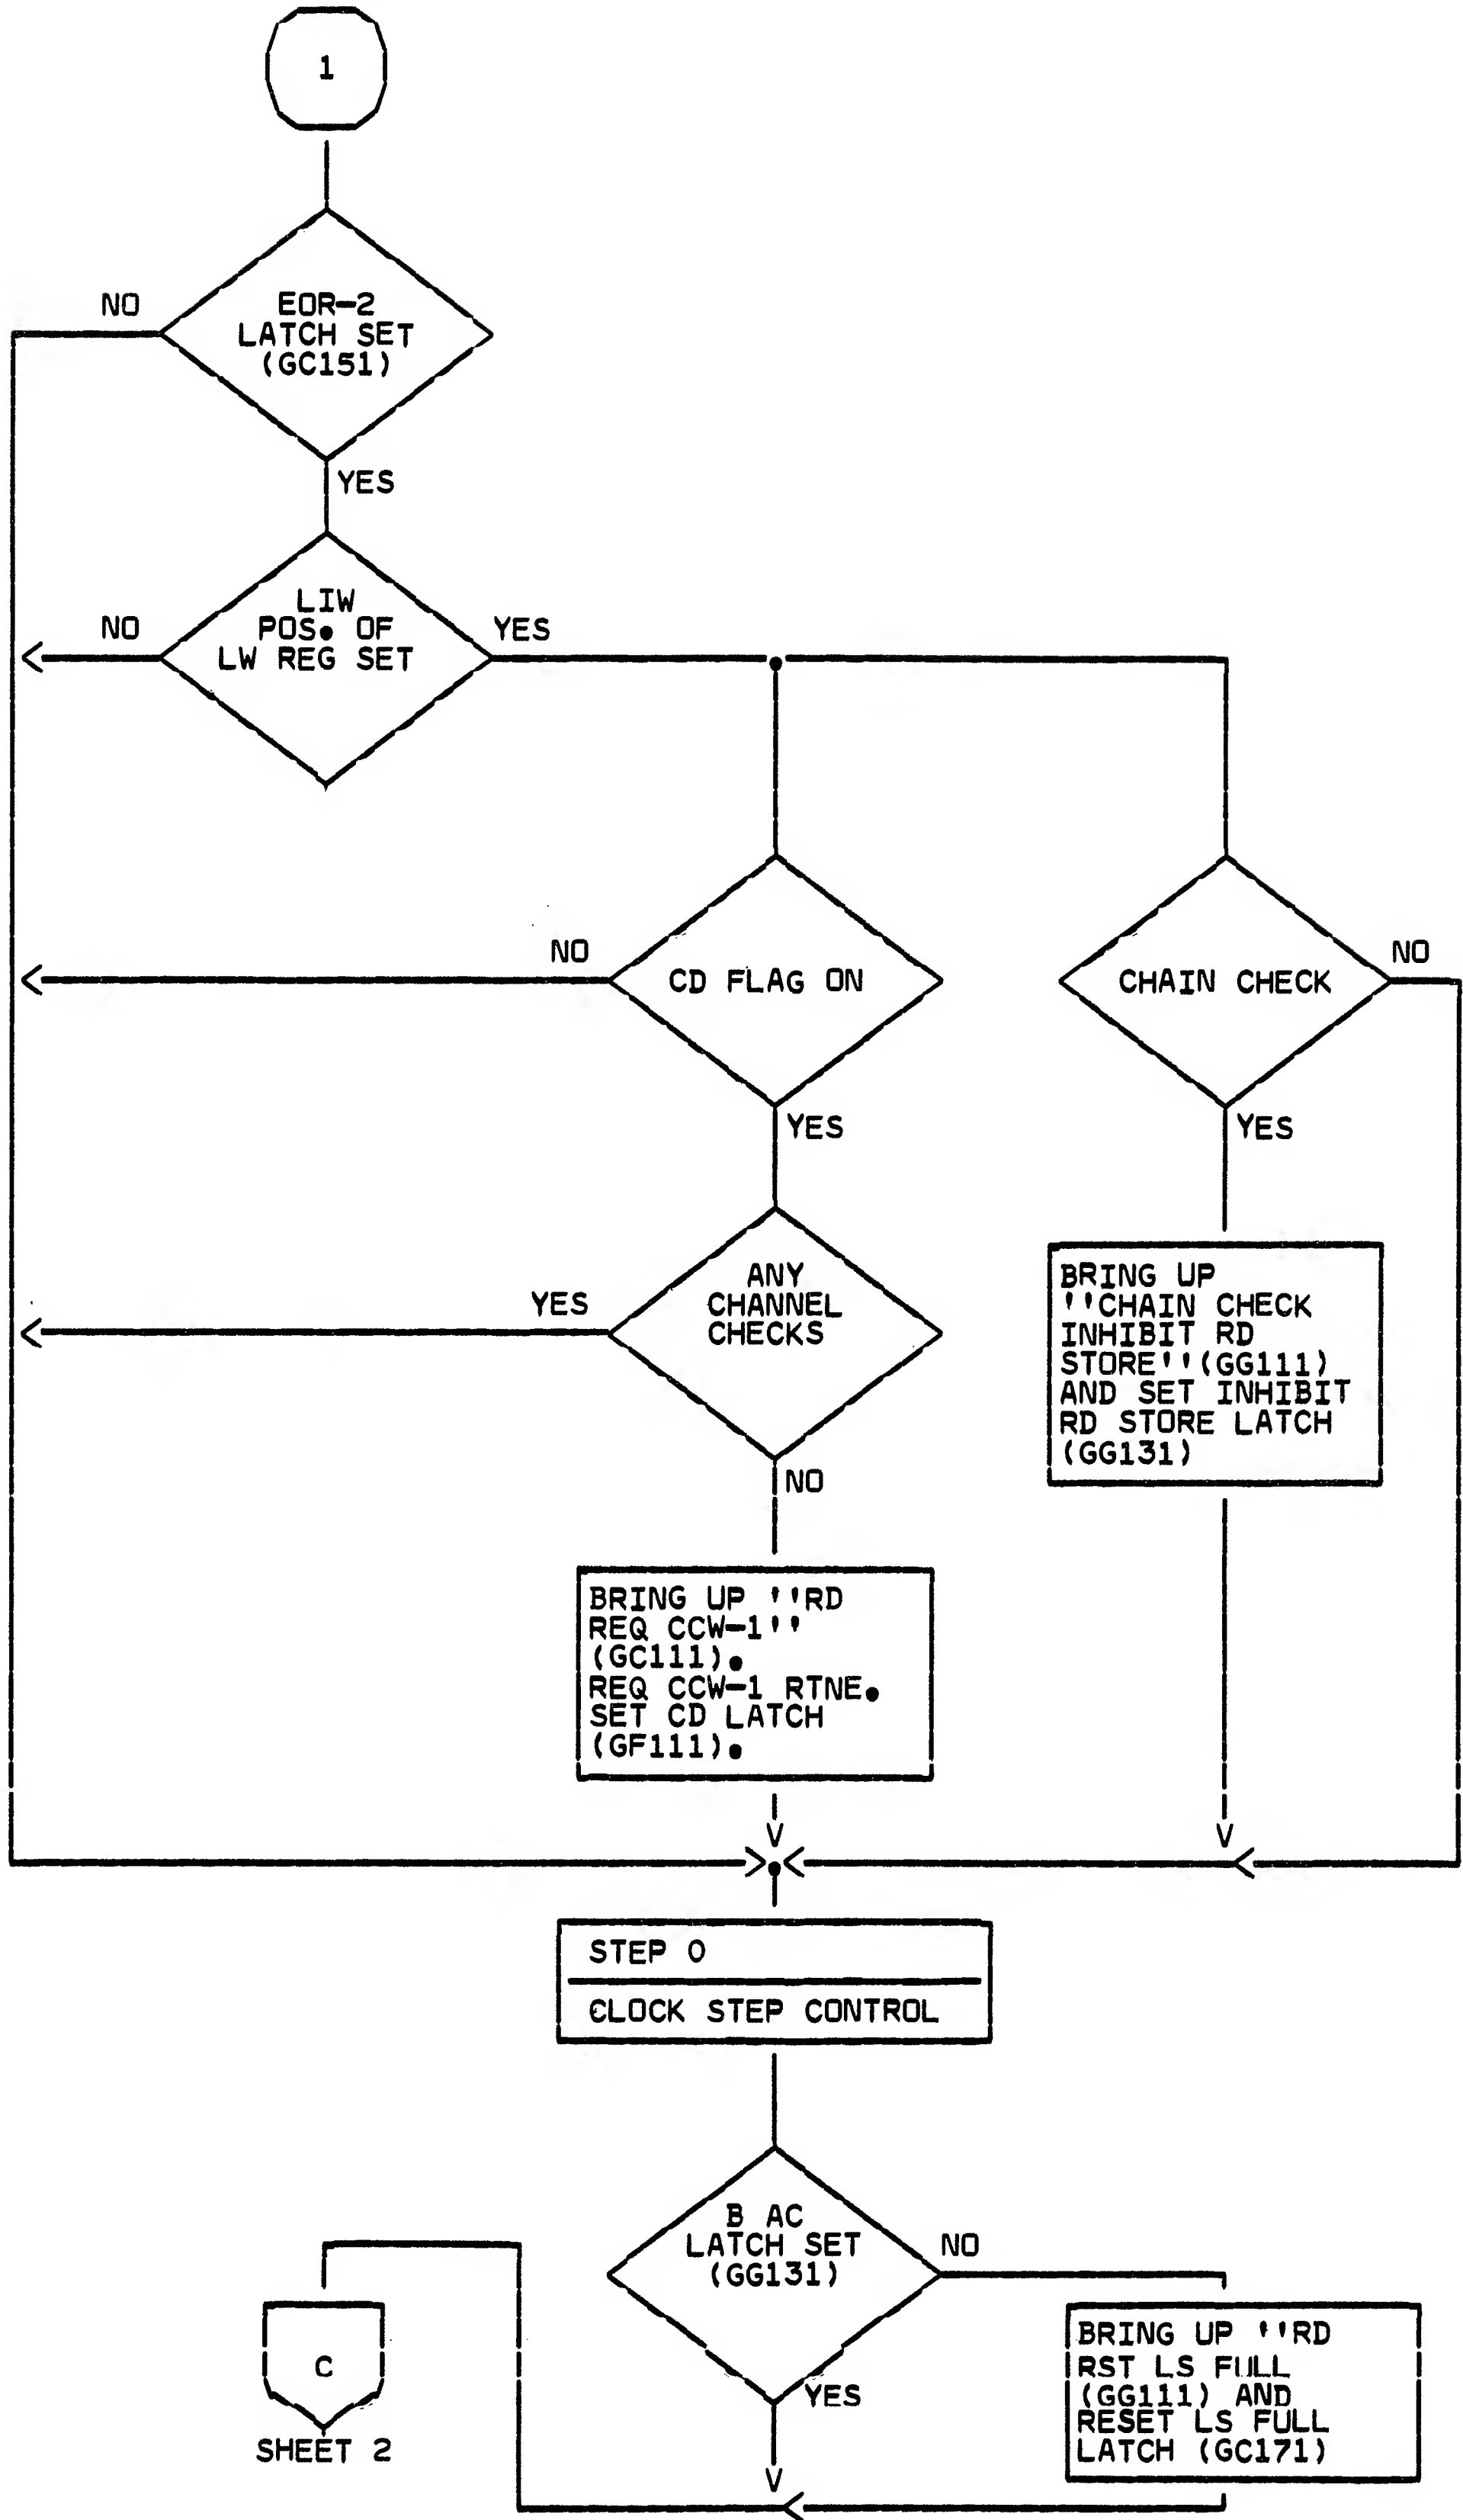 1
NO
EOR-2
LATCH SET
(GC151)
YES
NO
LIW
POS. OF
LW REG SET
YES
NO
CD FLAG ON
CHAIN CHECK
NO
YES
YES
YES
ANY
CHANNEL
CHECKS
NO
BRING UP
''CHAIN CHECK
INHIBIT RD
STORE''(GG111)
AND SET INHIBIT
RD STORE LATCH
(GG131)
BRING UP ''RD
REQ CCW-1''
(GC111).
REQ CCW-1 RTNE.
SET CD LATCH
(GF111).
STEP 0
CLOCK STEP CONTROL
B AC
LATCH SET
(GG131)
NO
YES
BRING UP ''RD
RST LS FULL
(GG111) AND
RESET LS FULL
LATCH (GC171)
C
SHEET 2